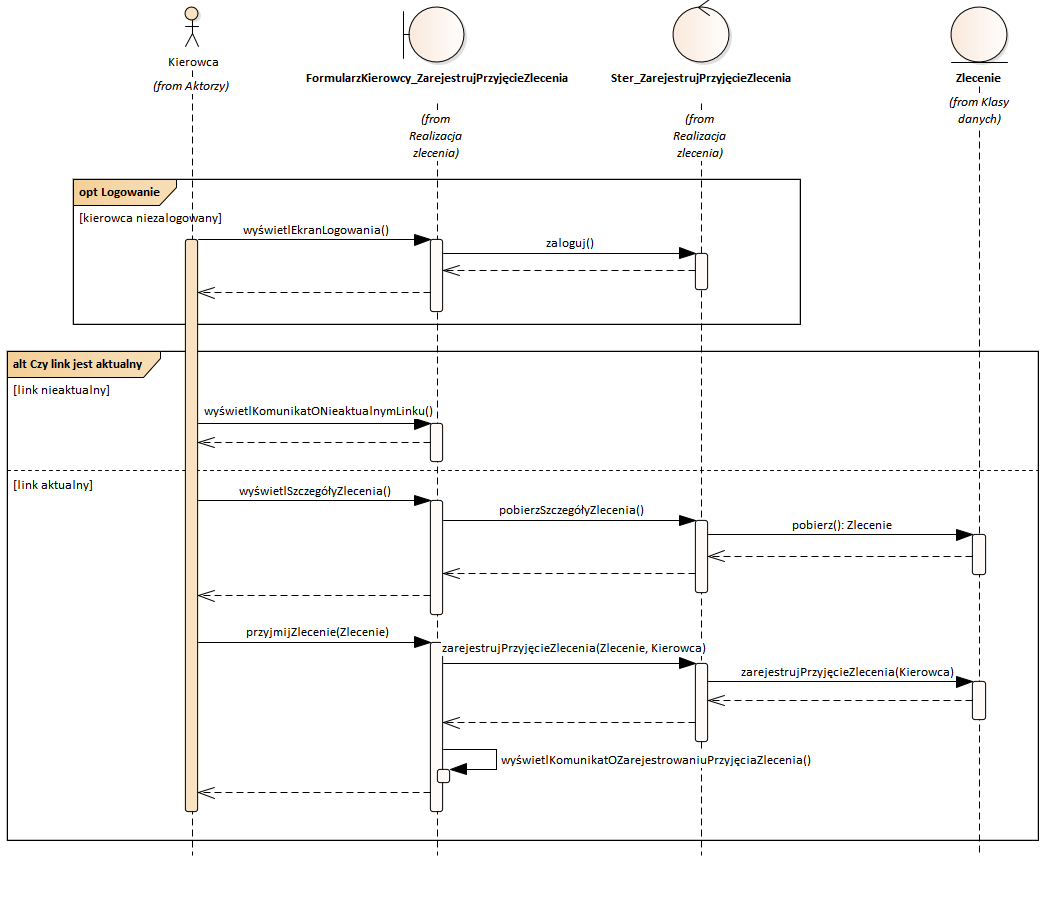 Kierowca
(from Aktorzy)
FormularzKierowcy_ZarejestrujPrzyjęcieZlecenia
(from
Realizacja
zlecenia)
Ster_ZarejestrujPrzyjęcieZlecenia
(from
Realizacja
zlecenia)
Zlecenie
(from Klasy
danych)
opt Logowanie
[kierowca niezalogowany]
wyświetlEkranLogowania()
zaloguj()
alt Czy link jest aktualny
[link nieaktualny]
wyświetlKomunikatONieaktualnymLinku()
[link aktualny]
wyświetlSzczegółyZlecenia()
pobierzSzczegółyZlecenia()
pobierz(): Zlecenie
przyjmijZlecenie(Zlecenie)
zarejestrujPrzyjęcieZlecenia(Zlecenie, Kierowca)
zarejestrujPrzyjęcieZlecenia(Kierowca)
wyświetlKomunikatOZarejestrowaniuPrzyjęciaZlecenia()